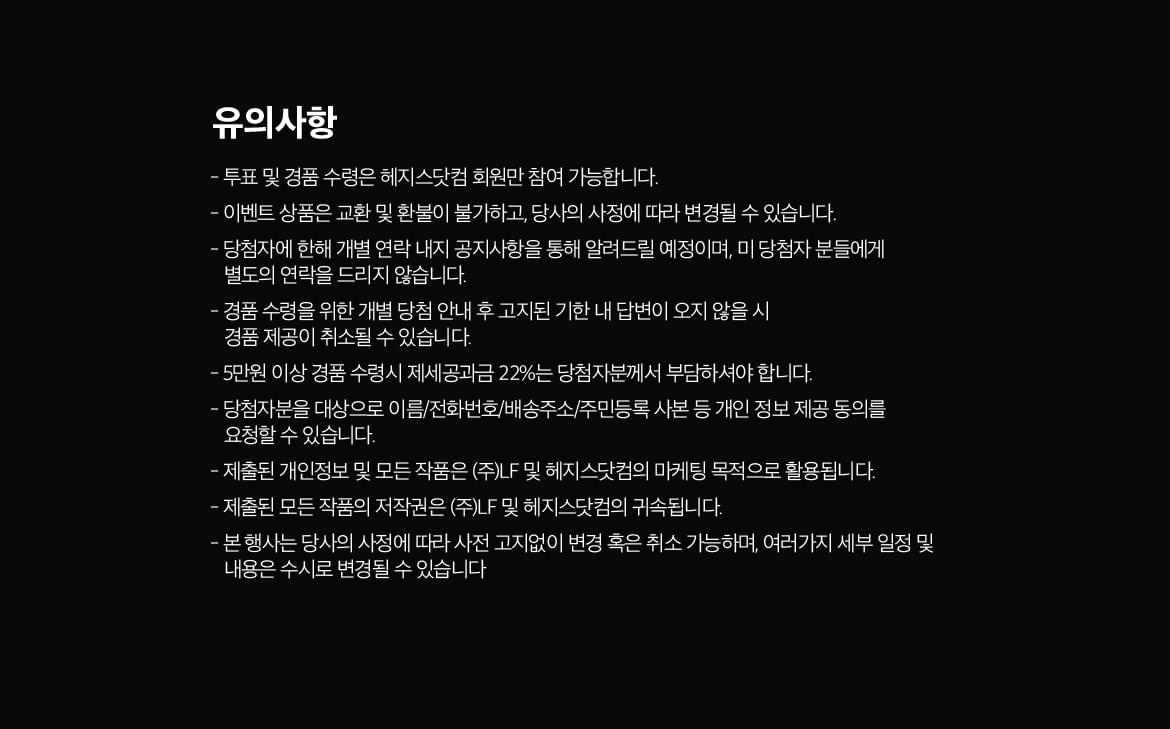 유의사항
- 투표 및 경품 수령은 헤지스닷컴 회원만 참여 가능합니다.
- 이벤트 상품은 교환 및 환불이 불가하고, 당사의 사정에 따라 변경될 수 있습니다.
- 당첨자에 한해 개별 연락 내지 공지사항을 통해 알려드릴 예정이며, 미 당첨자 분들에게
별도의 연락을 드리지 않습니다.
- 경품 수령을 위한 개별 당첨 안내 후 고지된 기한 내 답변이 오지 않을 시
경품 제공이 취소될 수 있습니다.
- 5만원 이상 경품 수령시 제세공과금 22%는 당첨자분께서 부담하셔야 합니다.
- 당첨자분을 대상으로 이름/전화번호/배송주소/주민등록 사본 등 개인 정보 제공 동의를
요청할 수 있습니다.
- 제출된 개인정보 및 모든 작품은 (주)LF 및 헤지스닷컴의 마케팅 목적으로 활용됩니다.
- 제출된 모든 작품의 저작권은 (주)LF 및 헤지스닷컴의 귀속됩니다.
- 본 행사는 당사의 사정에 따라 사전 고지없이 변경 혹은 취소 가능하며, 여러가지 세부 일정 및
내용은 수시로 변경될 수 있습니다